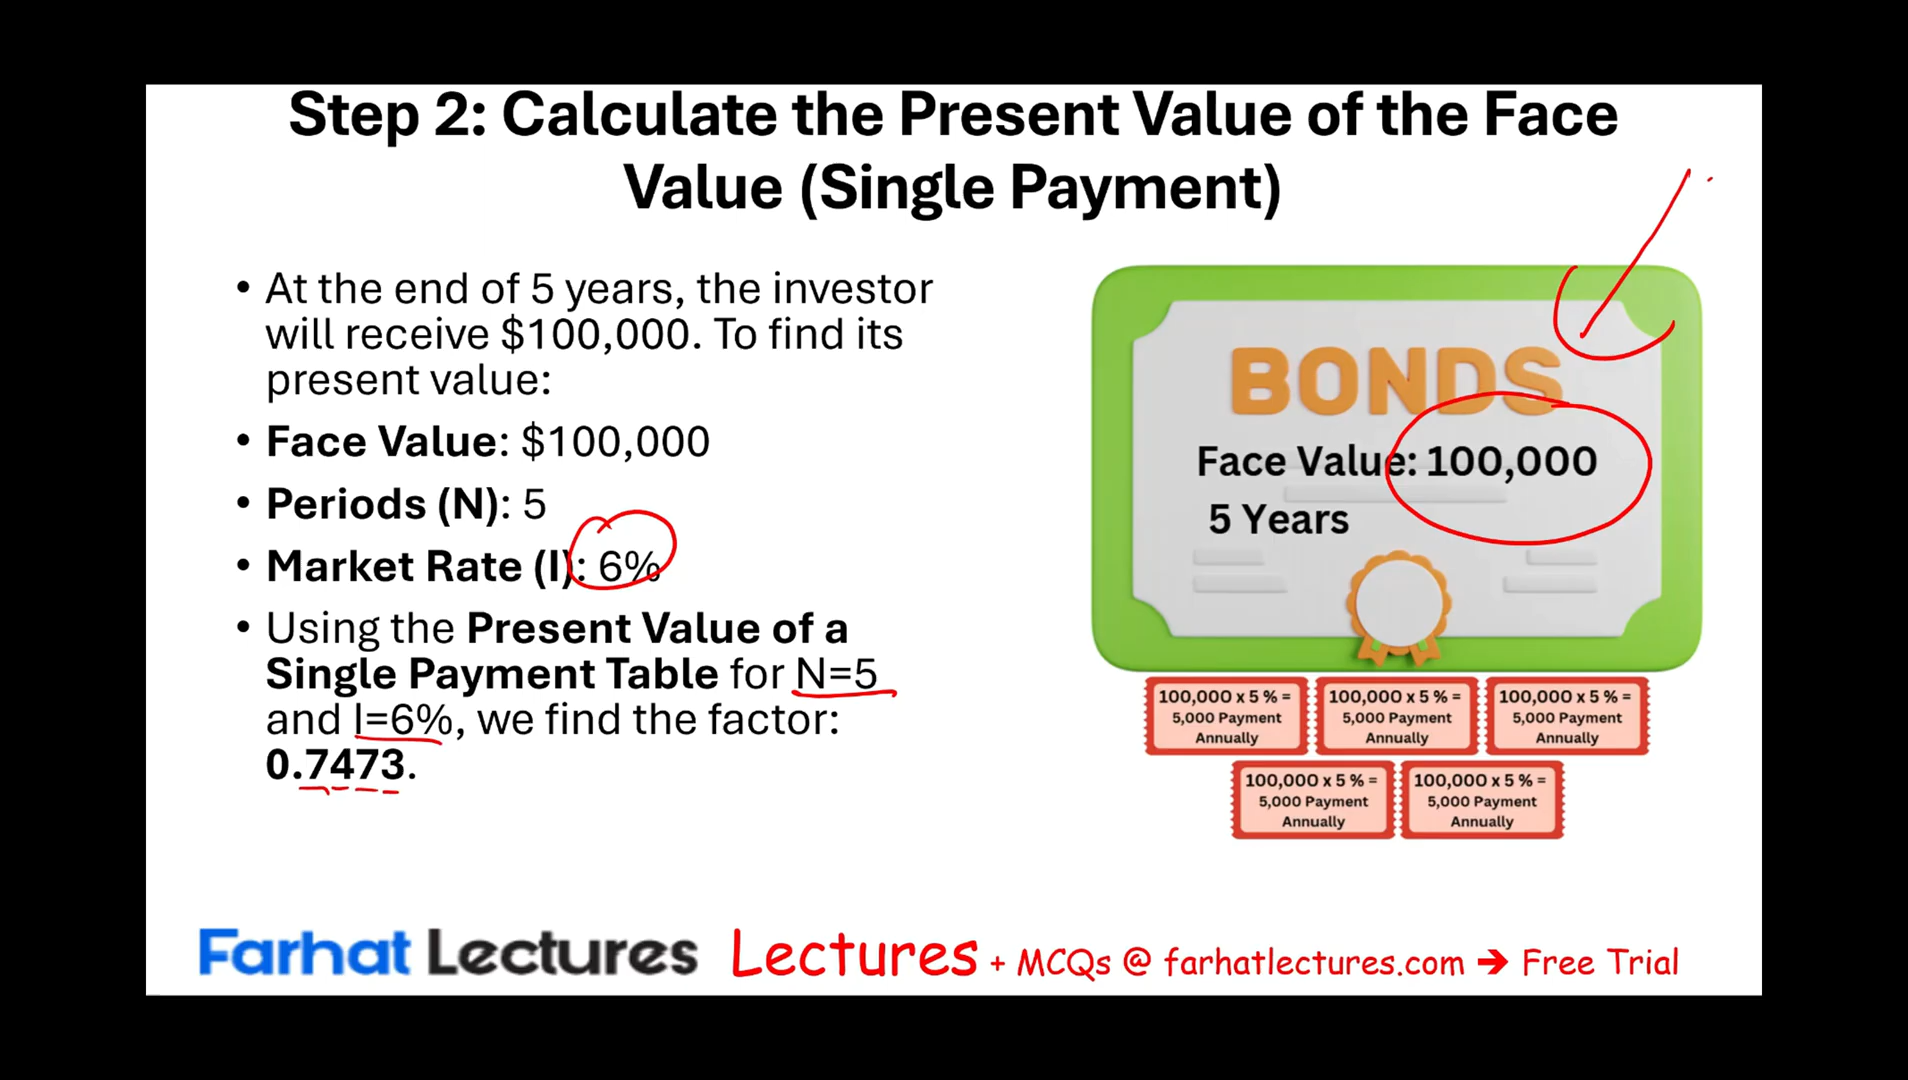 Step 2: Calculate the Present Value of the Face
Value (Single Payment)
• At the end of 5 years, the investor
will receive $100,000. To find its
present value:
• Face Value: $100,000
• Periods (N): 5
• Market Rate (I): 6%
• Using the Present Value of a
Single Payment Table for N=5
and I=6%, we find the factor:
0.7473.
BONDS
Face Value: 100,000
5 Years
100,000 x 5 % =
5,000 Payment
Annually
100,000 x 5 % =
5,000 Payment
Annually
100,000 x 5 % =
5,000 Payment
Annually
100,000 x 5 % =
5,000 Payment
Annually
100,000 x 5 % =
5,000 Payment
Annually
Farhat Lectures Lectures + MCQs @ farhatlectures.com ➔ Free Trial